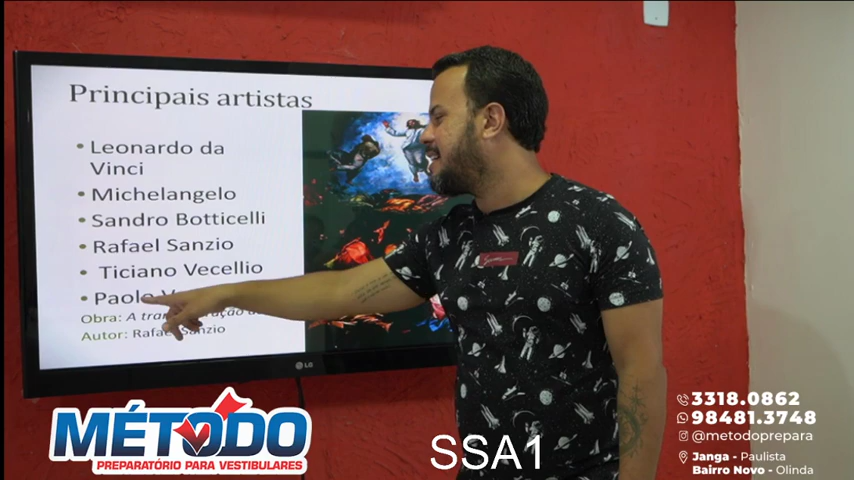 Principais artistas
• Leonardo da
Vinci
• Michelangelo
• Sandro Botticelli
• Rafael Sanzio
• Ticiano Vecellio
• Paolo
Obra: A
Autor: Rafael Sanzio
LG
MÉTODO
PREPARATÓRIO PARA VESTIBULARES
SSA1
3318.0862
98481.3748
@metodoprepara
Janga - Paulista
Bairro Novo - Olinda